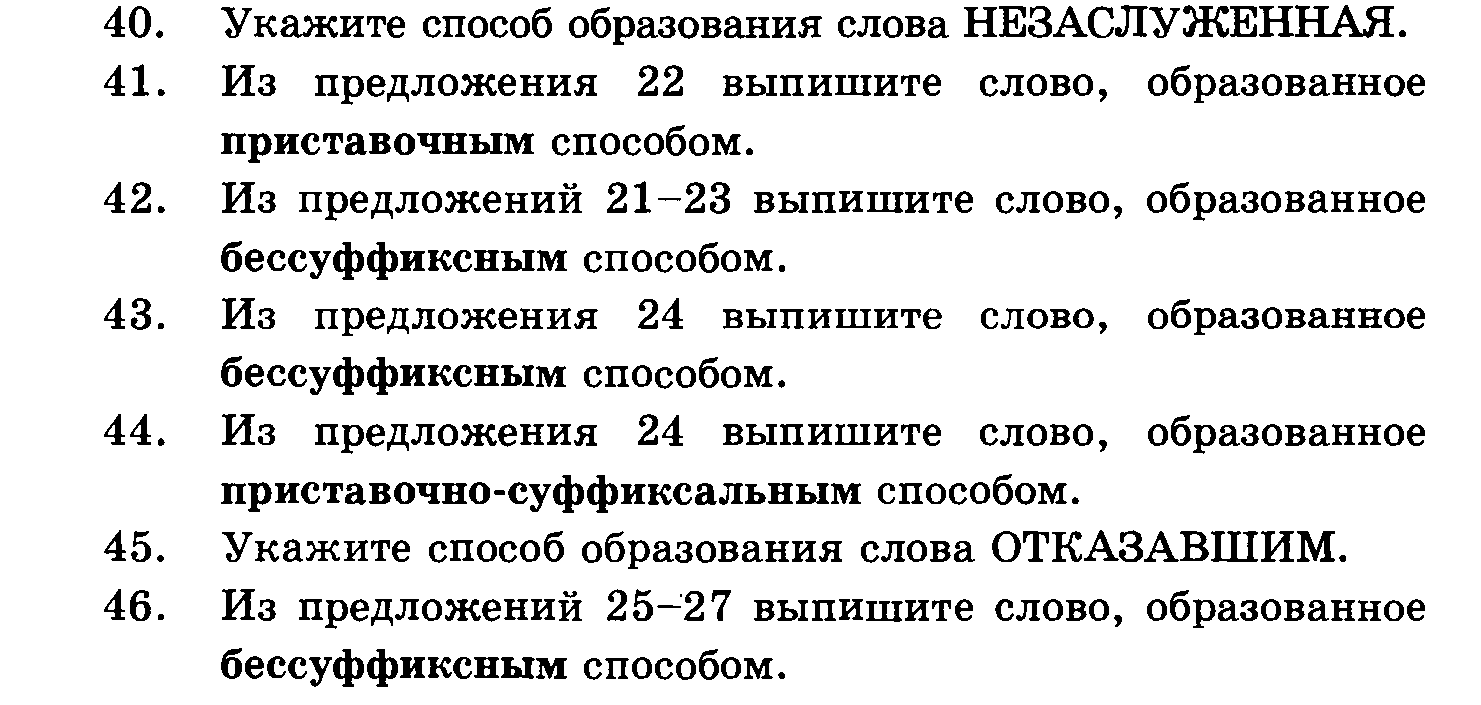 40. Укажите способ образования слова НЕЗАСЛУЖЕННАЯ.
41. Из предложения 22 выпишите слово, образованное
приставочным способом.
42. Из предложений 21–23 выпишите слово, образованное
бессуффиксным способом.
43. Из предложения 24 выпишите слово, образованное
бессуффиксным способом.
44. Из предложения 24 выпишите слово, образованное
приставочно-суффиксальным способом.
45. Укажите способ образования слова ОТКАЗАВШИМ.
46. Из предложений 25–27 выпишите слово, образованное
бессуффиксным способом.